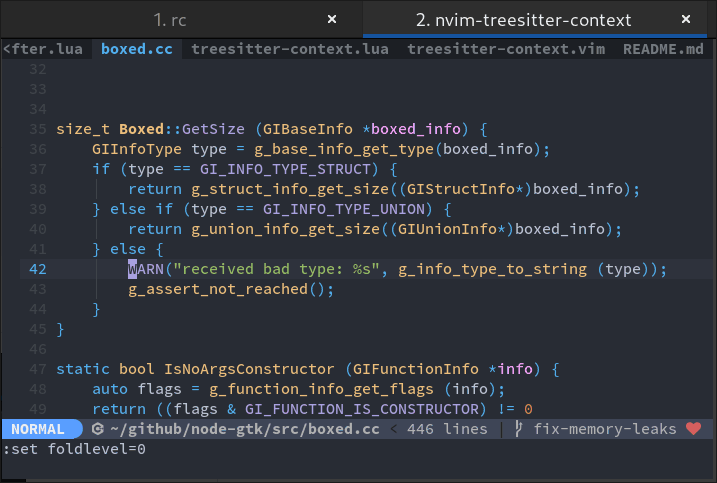 1. rc × 2. nvim-treesitter-context ×
<fter.lua boxed.cc treesitter-context.lua treesitter-context.vim README.md
32
33
34
35 size_t Boxed::GetSize (GIBaseInfo *boxed_info) {
36     GIInfoType type = g_base_info_get_type(boxed_info);
37     if (type == GI_INFO_TYPE_STRUCT) {
38         return g_struct_info_get_size((GIStructInfo*)boxed_info);
39     } else if (type == GI_INFO_TYPE_UNION) {
40         return g_union_info_get_size((GIUnionInfo*)boxed_info);
41     } else {
42         WARN("received bad type: %s", g_info_type_to_string (type));
43         g_assert_not_reached();
44     }
45 }
46
47 static bool IsNoArgsConstructor (GIFunctionInfo *info) {
48     auto flags = g_function_info_get_flags (info);
49     return ((flags & GI_FUNCTION_IS_CONSTRUCTOR) != 0
NORMAL ~/github/node-gtk/src/boxed.cc < 446 lines | fix-memory-leaks
:set foldlevel=0